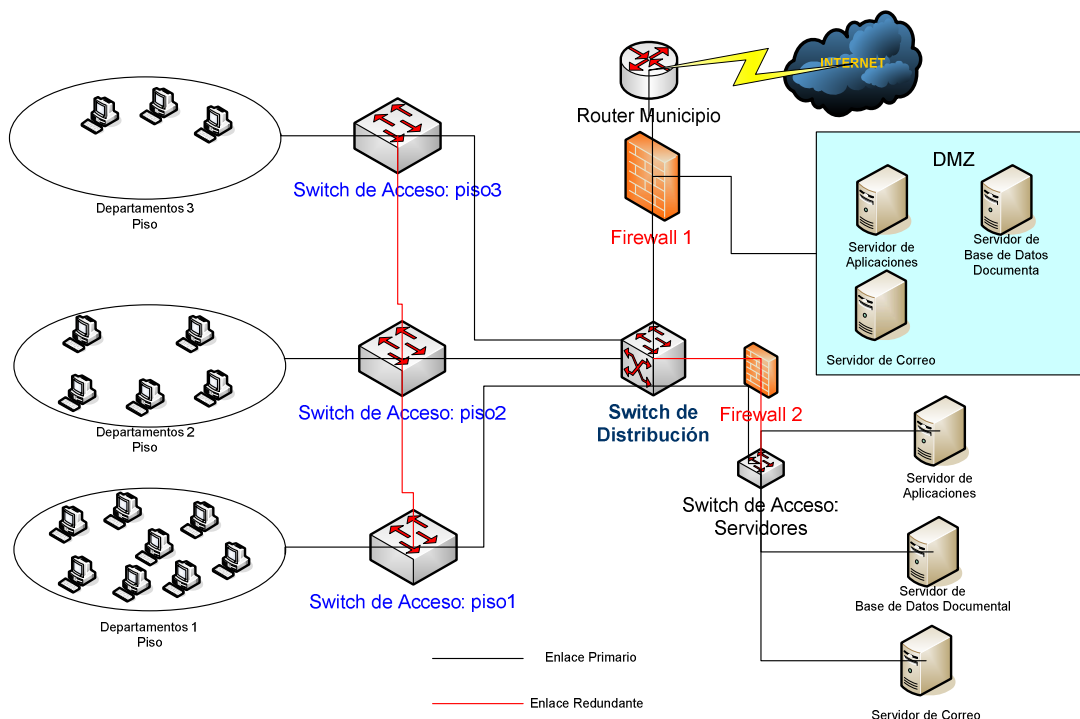 INTERNET
Router Municipio
DMZ
Switch de Acceso: piso3
Departamentos 3
Piso
Firewall 1
Servidor de
Aplicaciones
Servidor de
Base de Datos
Documenta
Servidor de Correo
Switch de Acceso: piso2
Departamentos 2
Piso
Switch de
Distribución
Firewall 2
Servidor de
Aplicaciones
Switch de Acceso:
Servidores
Servidor de
Base de Datos Documental
Switch de Acceso: piso1
Departamentos 1
Piso
Enlace Primario
Enlace Redundante
Servidor de Correo